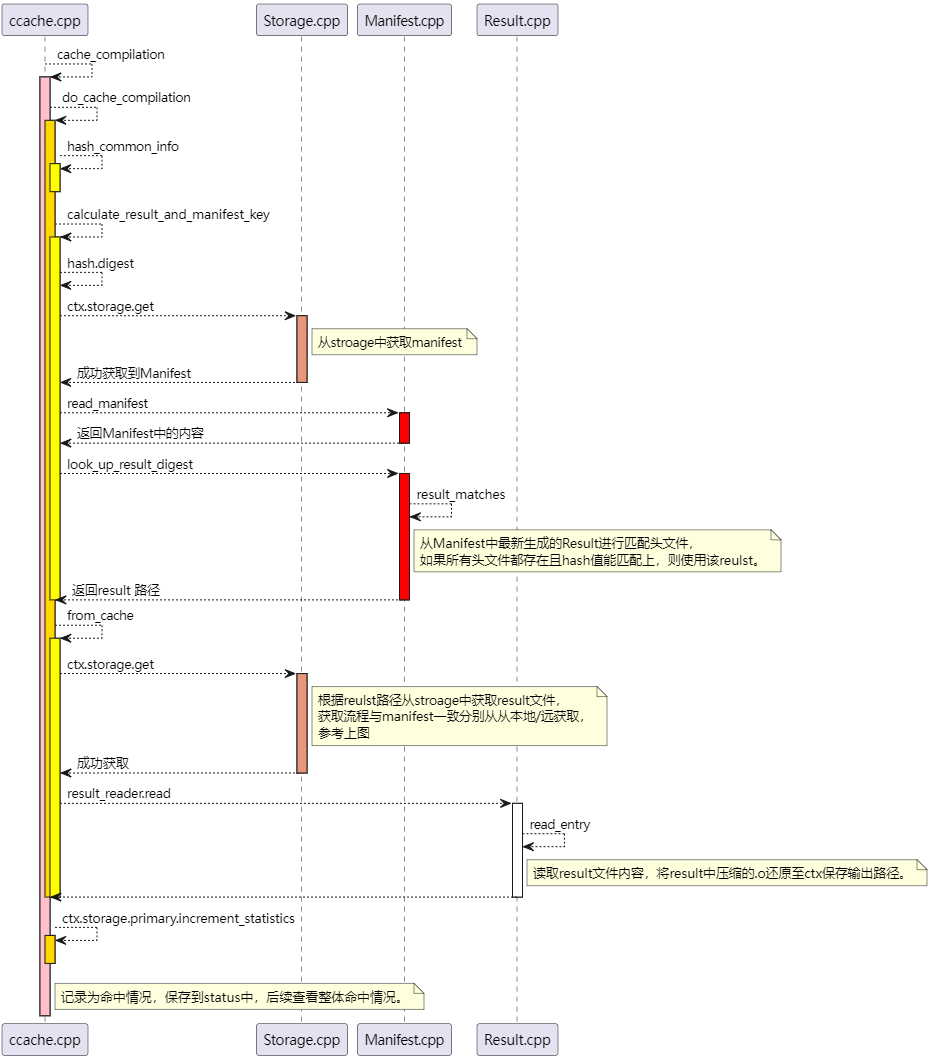 ccache.cpp
Storage.cpp
Manifest.cpp
Result.cpp
cache_compilation
do_cache_compilation
hash_common_info
calculate_result_and_manifest_key
hash.digest
ctx.storage.get
从stroage中获取manifest
成功获取到Manifest
read_manifest
返回Manifest中的内容
look_up_result_digest
result_matches
从Manifest中最新生成的Result进行匹配头文件，
如果所有头文件都存在且hash值能匹配上，则使用该reulst。
返回result 路径
from_cache
ctx.storage.get
根据reulst路径从stroage中获取result文件，
获取流程与manifest一致分别从从本地/远获取，
参考上图
成功获取
result_reader.read
read_entry
读取result文件内容，将result中压缩的.o还原至ctx保存输出路径。
ctx.storage.primary.increment_statistics
记录为命中情况，保存到status中，后续查看整体命中情况。
ccache.cpp
Storage.cpp
Manifest.cpp
Result.cpp